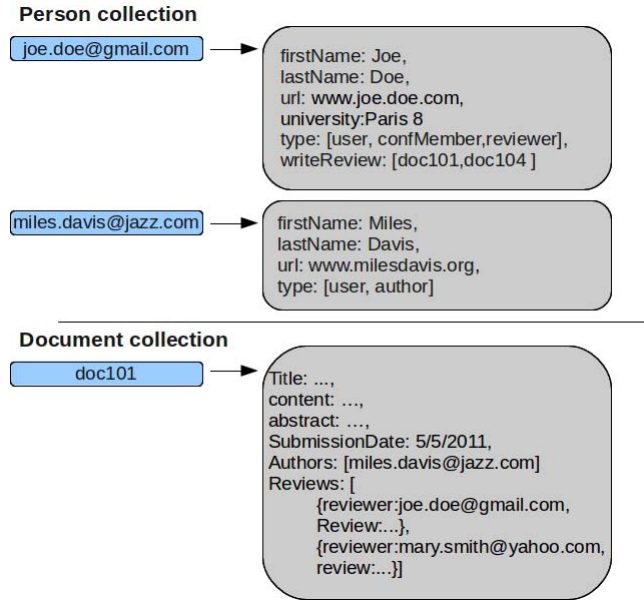 Person collection
joe.doe@gmail.com
firstName: Joe,
lastName: Doe,
url: www.joe.doe.com,
university:Paris 8
type: [user, confMember,reviewer],
writeReview: [doc101,doc104 ]
miles.davis@jazz.com
firstName: Miles,
lastName: Davis,
url: www.milesdavis.org,
type: [user, author]
Document collection
doc101
Title: ...,
content: ...,
abstract: ...,
SubmissionDate: 5/5/2011,
Authors: [miles.davis@jazz.com]
Reviews: [
{reviewer:joe.doe@gmail.com,
Review:...},
{reviewer:mary.smith@yahoo.com,
review:...}]